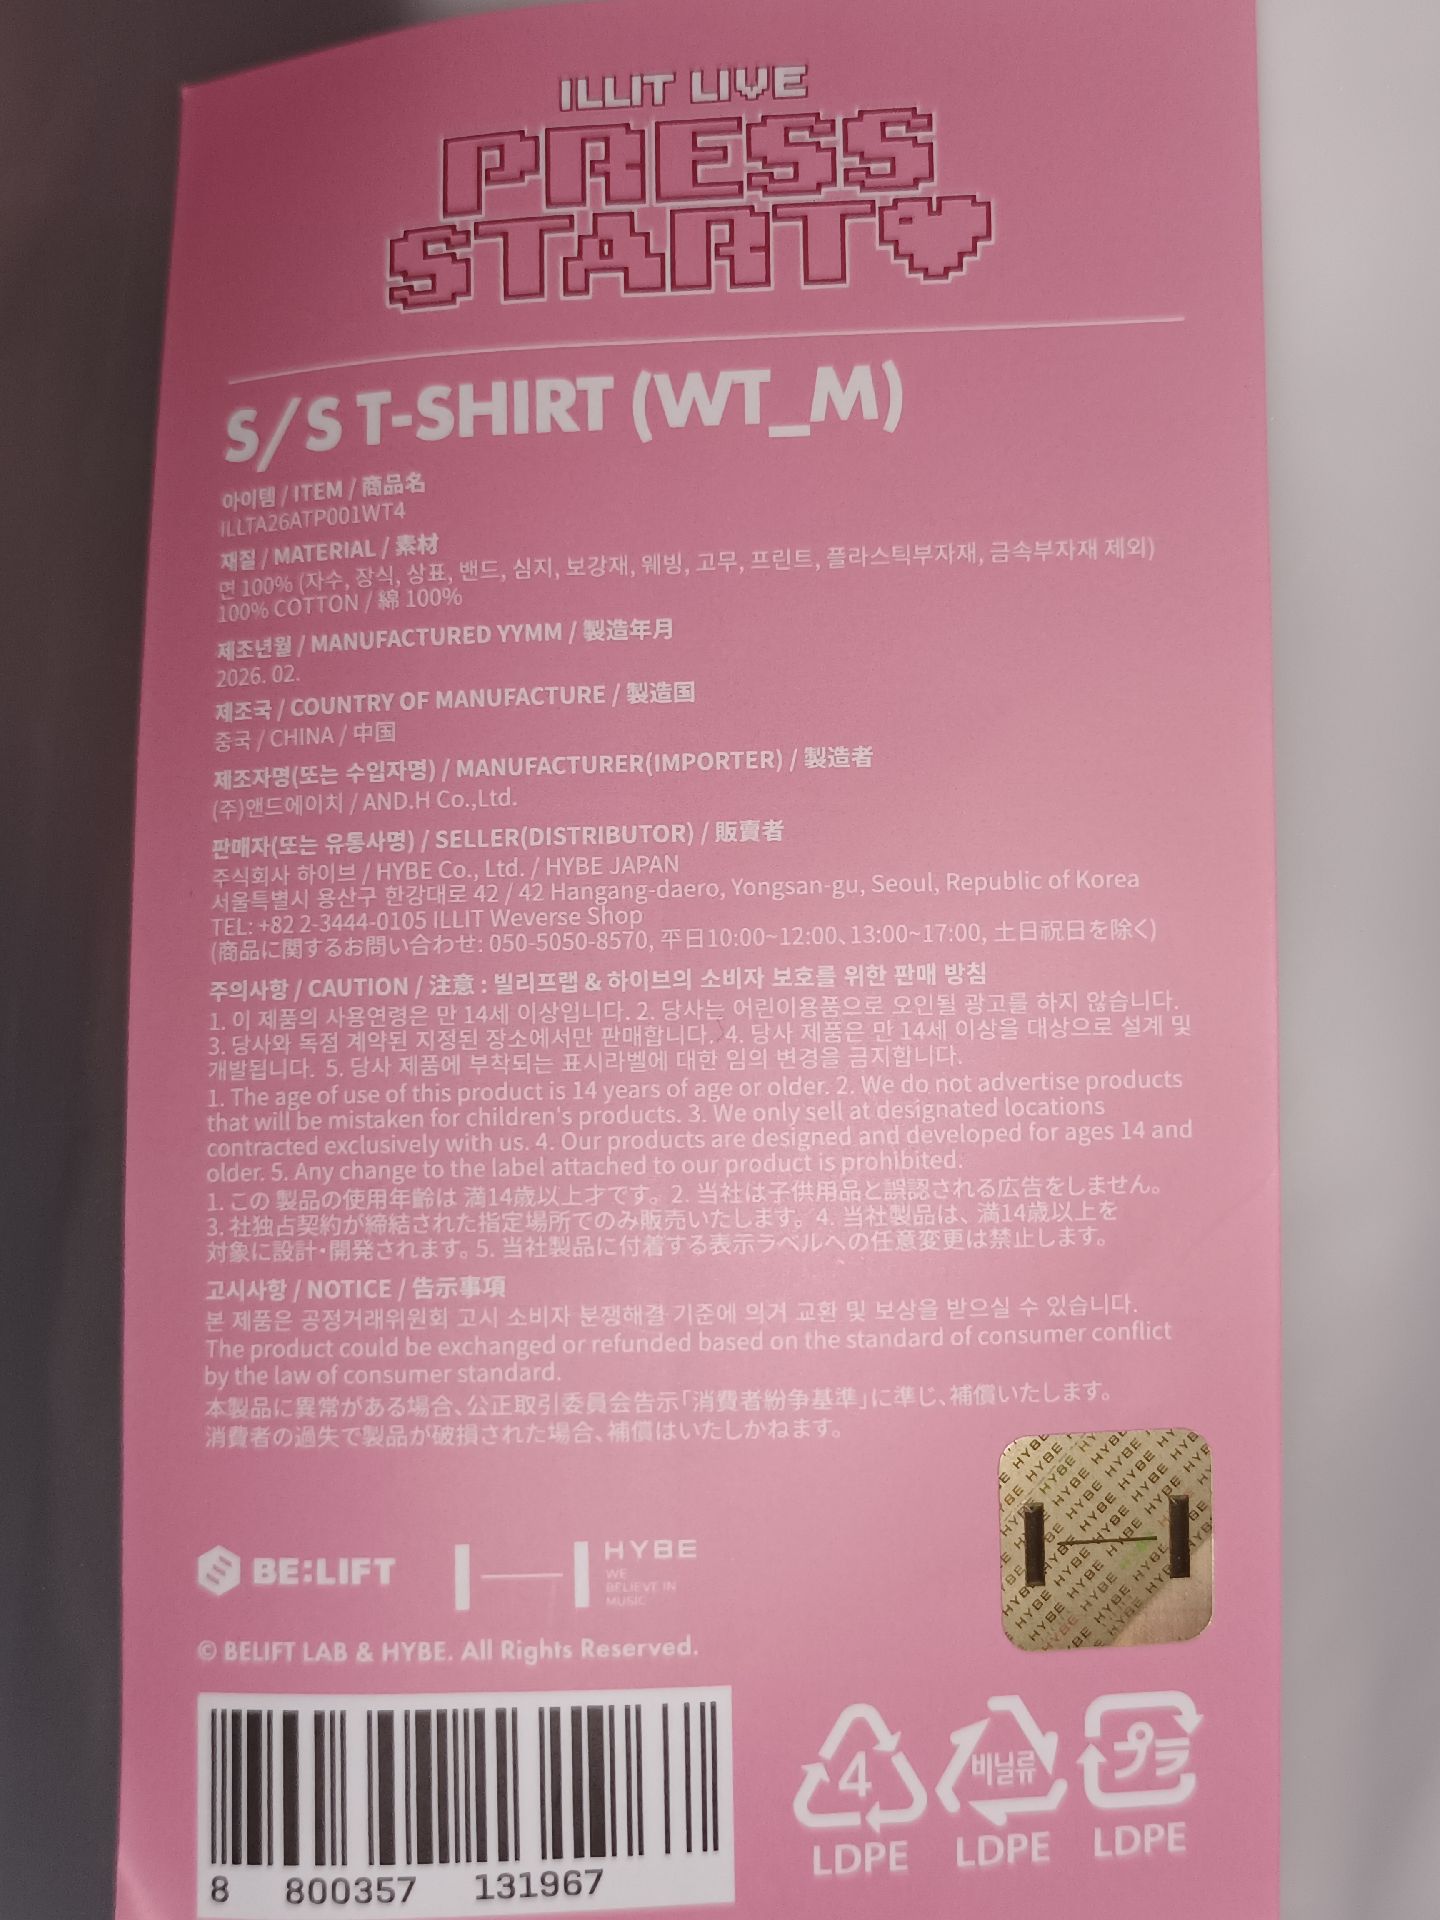 ILLIT LIVE
PRESS
START
S/S T-SHIRT (WT_M)
아이템 / ITEM / 商品名
ILLTA26ATP001WT4
재질 / MATERIAL / 素材
면 100% (자수, 장식, 상표, 밴드, 심지, 보강재, 웨빙, 고무, 프린트, 플라스틱부자재, 금속부자재 제외)
100% COTTON / 綿 100%
제조년월 / MANUFACTURED YYMM / 製造年月
2026. 02.
제조국 / COUNTRY OF MANUFACTURE / 製造国
중국 / CHINA / 中国
제조자명(또는 수입자명) / MANUFACTURER(IMPORTER) / 製造者
(주)앤드에이치 / AND.H Co.,Ltd.
판매자(또는 유통사명) / SELLER(DISTRIBUTOR) / 販売者
주식회사 하이브 / HYBE Co., Ltd. / HYBE JAPAN
서울특별시 용산구 한강대로 42 / 42 Hangang-daero, Yongsan-gu, Seoul, Republic of Korea
TEL: +82 2-3444-0105 ILLIT Weverse Shop
(商品に関するお問い合わせ: 050-5050-8570, 平日10:00~12:00、13:00~17:00, 土日祝日を除く)
주의사항 / CAUTION / 注意 : 빌리프랩 & 하이브의 소비자 보호를 위한 판매 방침
1. 이 제품의 사용연령은 만 14세 이상입니다. 2. 당사는 어린이용품으로 오인될 광고를 하지 않습니다.
3. 당사와 독점 계약된 지정된 장소에서만 판매합니다. 4. 당사 제품은 만 14세 이상을 대상으로 설계 및
개발됩니다. 5. 당사 제품에 부착되는 표시라벨에 대한 임의 변경을 금지합니다.
1. The age of use of this product is 14 years of age or older. 2. We do not advertise products
that will be mistaken for children's products. 3. We only sell at designated locations
contracted exclusively with us. 4. Our products are designed and developed for ages 14 and
older. 5. Any change to the label attached to our product is prohibited.
1. この 製品の使用年齢は 満14歳以上才です。 2. 当社は子供用品と誤認される広告をしません。
3. 社独占契約が締結された指定場所でのみ販売いたします。 4. 当社製品は、満14歳以上を
対象に設計・開発されます。 5. 当社製品に付着する表示ラベルへの任意変更は禁止します。
고시사항 / NOTICE / 告示事項
본 제품은 공정거래위원회 고시 소비자 분쟁해결 기준에 의거 교환 및 보상을 받으실 수 있습니다.
The product could be exchanged or refunded based on the standard of consumer conflict
by the law of consumer standard.
本製品に異常がある場合、公正取引委員会告示「消費者紛争基準」に準じ、補償いたします。
消費者の過失で製品が破損された場合、補償はいたしかねます。
BE:LIFT
HYBE
WE
BELIEVE IN
MUSIC
© BELIFT LAB & HYBE. All Rights Reserved.
8 800357 131967
4
LDPE
비닐류
LDPE
プラ
LDPE
HYBE